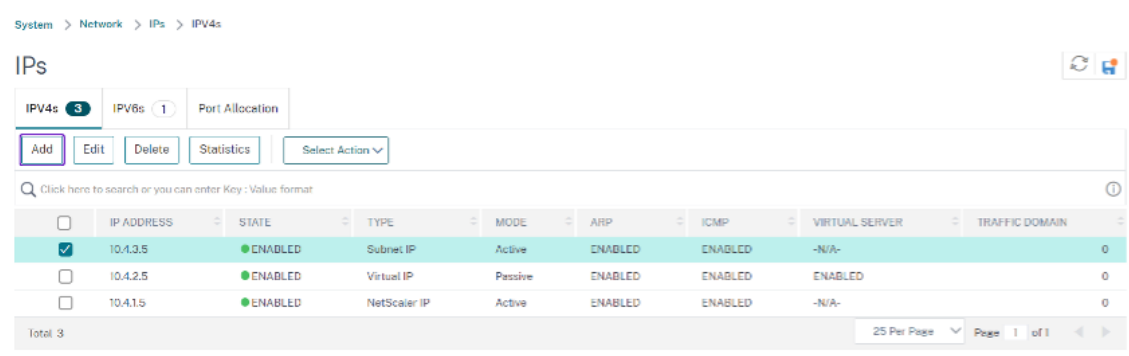 System > Network > IPs > IPV4s
IPs
IPV4s 3 IPV6s 1 Port Allocation
Add Edit Delete Statistics Select Action
Click here to search or you can enter Key : Value format
IP ADDRESS STATE TYPE MODE ARP ICMP VIRTUAL SERVER TRAFFIC DOMAIN
10.4.3.5 ENABLED Subnet IP Active ENABLED ENABLED -N/A- 0
10.4.2.5 ENABLED Virtual IP Passive ENABLED ENABLED ENABLED 0
10.4.1.5 ENABLED NetScaler IP Active ENABLED ENABLED -N/A- 0
Total 3 25 Per Page Page 1 of 1